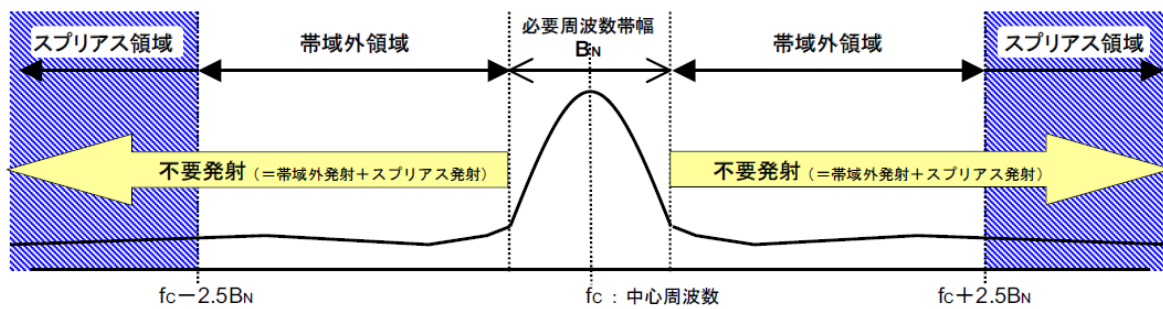 必要周波数帯幅
BN
スプリアス領域
帯域外領域
帯域外領域
スプリアス領域
不要発射（＝帯域外発射＋スプリアス発射）
不要発射（＝帯域外発射＋スプリアス発射）
fC－2.5BN
fC：中心周波数
fC＋2.5BN